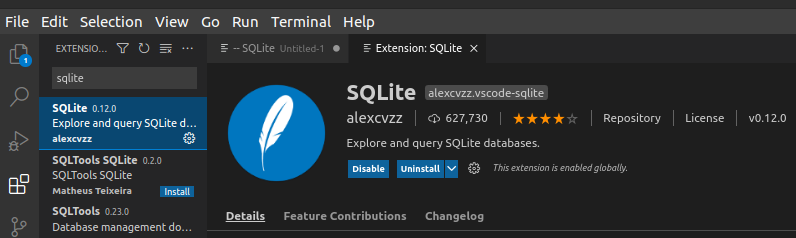 File Edit Selection View Go Run Terminal Help
EXTENSIO... 
-- SQLite Untitled-1
Extension: SQLite
1
sqlite
SQLite 0.12.0
Explore and query SQLite d...
alexcvzz
SQLTools SQLite 0.2.0
SQLTools SQLite
Matheus Teixeira Install
SQLTools 0.23.0
Database management do...
SQLite alexcvzz.vscode-sqlite
alexcvzz 627,730 Repository License v0.12.0
Explore and query SQLite databases.
Disable Uninstall This extension is enabled globally.
Details Feature Contributions Changelog